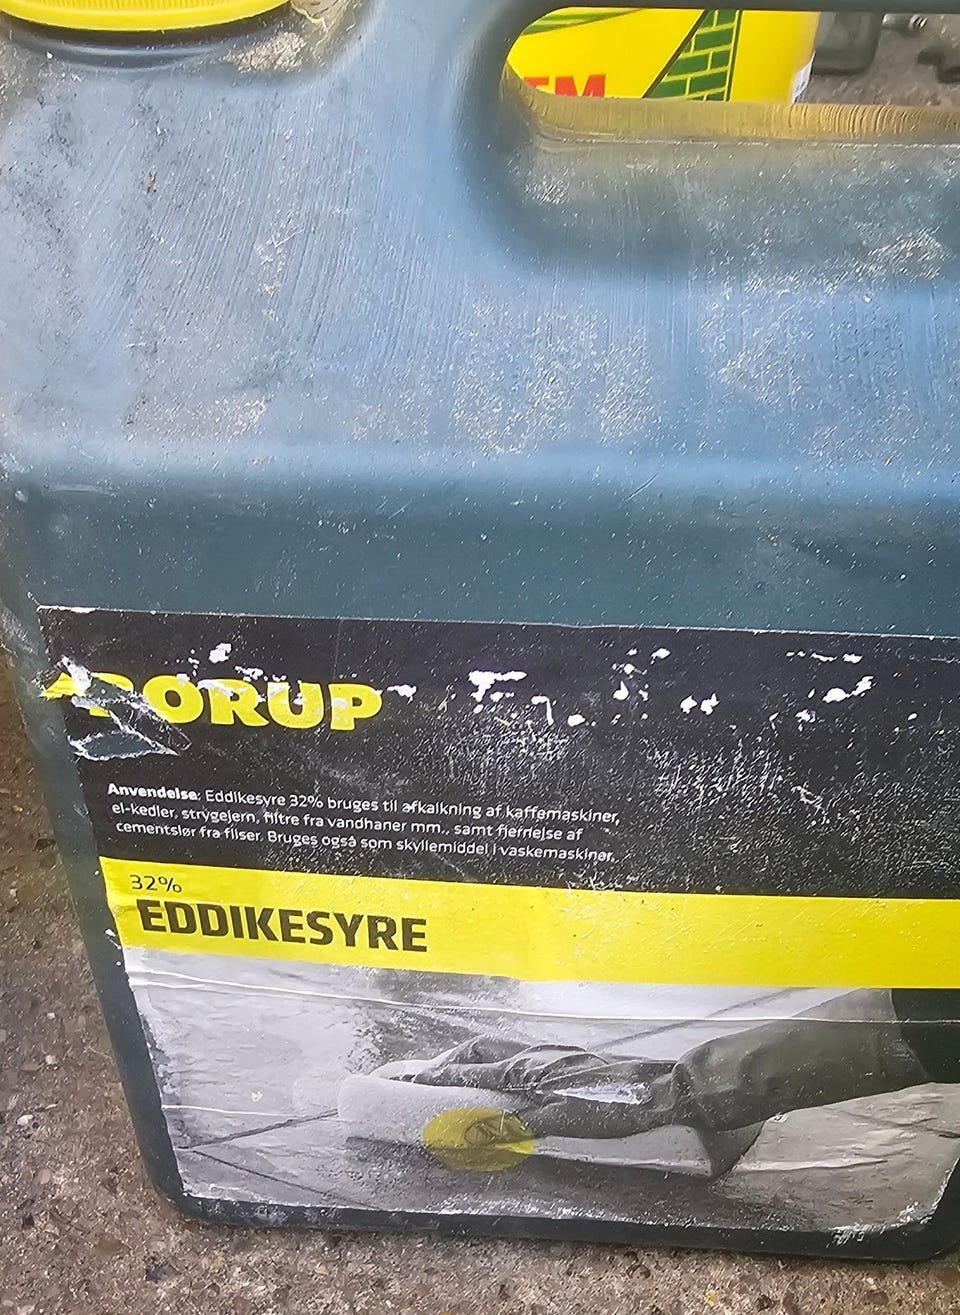 BORUP
Anvendelse: Eddikesyre 32% bruges til afkalkning af kaffemaskiner,
el-kedler, strygejern, filtre fra vandhaner mm., samt fjernelse af
cementslør fra fliser. Bruges også som skyllemiddel i vaskemaskiner.
32%
EDDIKESYRE